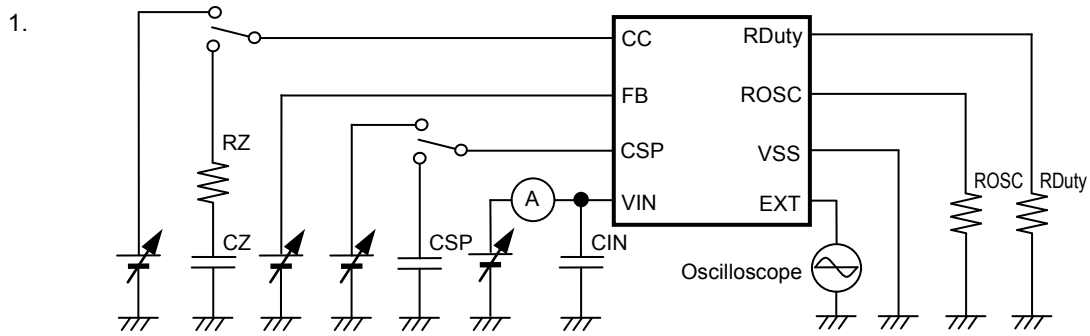 1.
CC RDuty
FB ROSC
RZ CSP VSS
ROSC RDuty
A VIN EXT
CZ CSP CIN
Oscilloscope